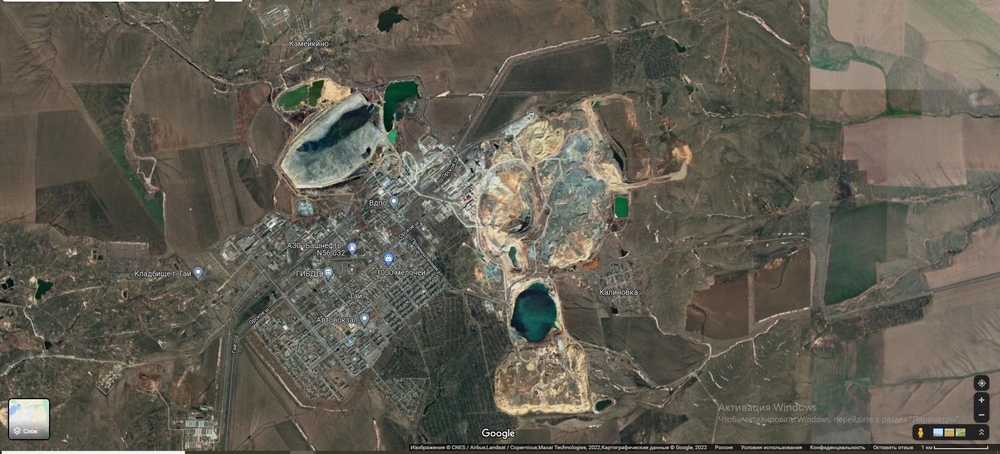 Камейкино
Орское ш.
Вдпо
Орское ш.
АЗС "Башнефть"
N56-032
Промышленная ул.
Кладбище г. Гай
ГИБДД
1000 мелочей
Гай
Калиновка
Орское ш.
Автовокзал
Гай
Активация Windows
Чтобы активировать Windows, перейдите в раздел "Параметры".
Слои
Google
Изображения © CNES / Airbus,Landsat / Copernicus,Maxar Technologies, 2022,Картографические данные © Google, 2022 Россия Условия использования Конфиденциальность Оставить отзыв 1 км